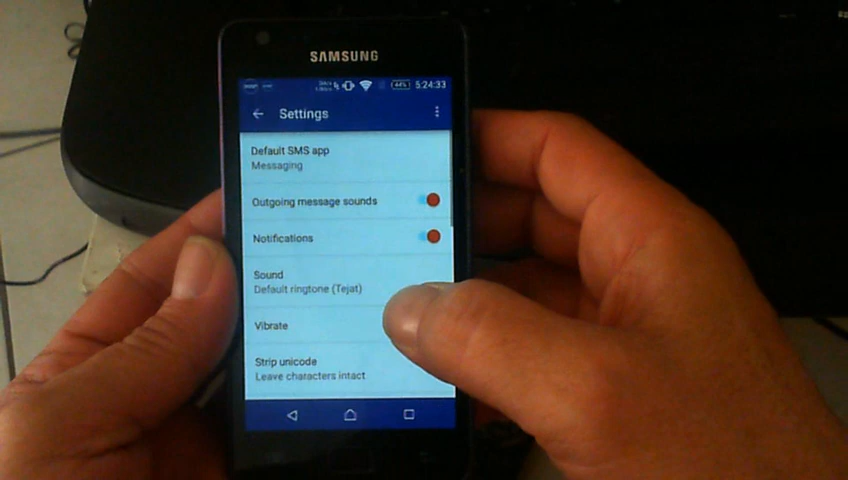 SAMSUNG
44% 5:24:33
Settings
Default SMS app
Messaging
Outgoing message sounds
Notifications
Sound
Default ringtone (Tejat)
Vibrate
Strip unicode
Leave characters intact